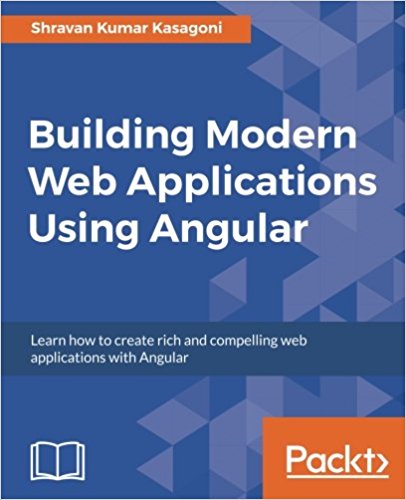 Shravan Kumar Kasagoni
Building Modern
Web Applications
Using Angular
Learn how to create rich and compelling web
applications with Angular
Packt>